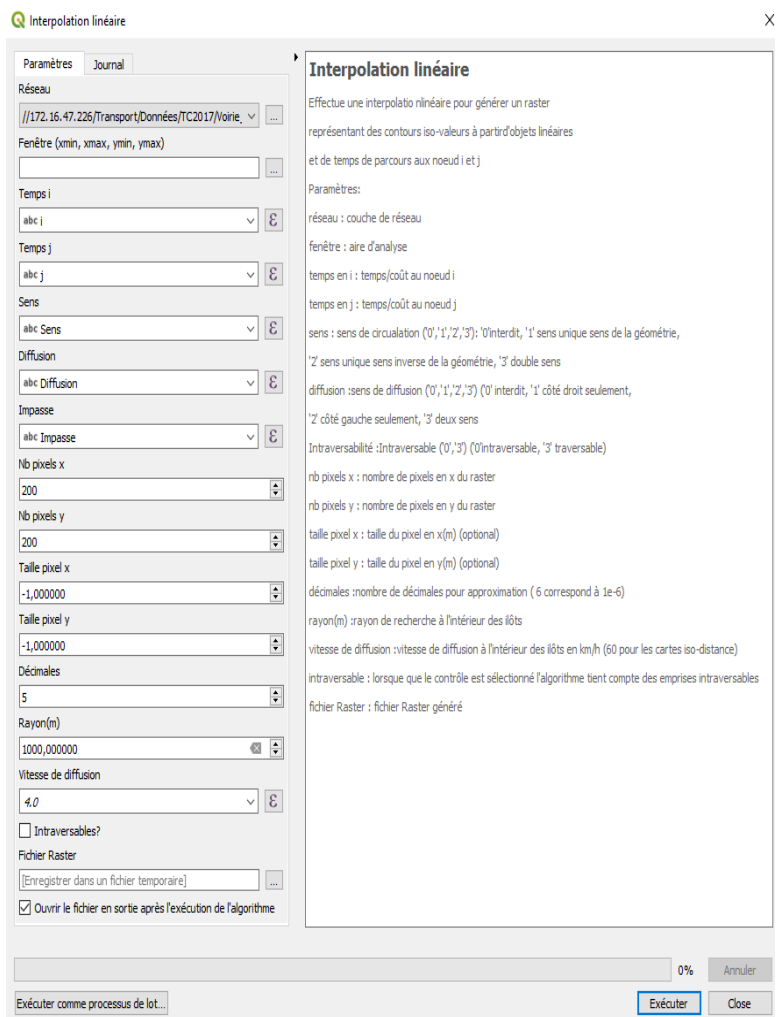 Interpolation linéaire
Paramètres
Journal
Réseau
//172.16.47.226/Transport/Données/TC2017/Voirie_
...
Fenêtre (xmin, xmax, ymin, ymax)
...
Temps i
abc i
ε
Temps j
abc j
ε
Sens
abc Sens
ε
Diffusion
abc Diffusion
ε
Impasse
abc Impasse
ε
Nb pixels x
200
Nb pixels y
200
Taille pixel x
-1,000000
Taille pixel y
-1,000000
Décimales
5
Rayon(m)
1000,000000
Vitesse de diffusion
4.0
ε
Intraversables?
Fichier Raster
[Enregistrer dans un fichier temporaire]
...
Ouvrir le fichier en sortie après l'exécution de l'algorithme
Interpolation linéaire
Effectue une interpolatio nlinéaire pour générer un raster
représentant des contours iso-valeurs à partird'objets linéaires
et de temps de parcours aux noeud i et j
Paramètres:
réseau : couche de réseau
fenêtre : aire d'analyse
temps en i : temps/coût au noeud i
temps en j : temps/coût au noeud j
sens : sens de circualation ('0','1','2','3'): '0'interdit, '1' sens unique sens de la géométrie,
'2' sens unique sens inverse de la géométrie, '3' double sens
diffusion :sens de diffusion ('0','1','2','3') ('0' interdit, '1' côté droit seulement,
'2' côté gauche seulement, '3' deux sens
Intraversabilité :Intraversable ('0','3') ('0'intraversable, '3' traversable)
nb pixels x : nombre de pixels en x du raster
nb pixels y : nombre de pixels en y du raster
taille pixel x : taille du pixel en x(m) (optional)
taille pixel y : taille du pixel en y(m) (optional)
décimales :nombre de décimales pour approximation ( 6 correspond à 1e-6)
rayon(m) :rayon de recherche à l'intérieur des ilôts
vitesse de diffusion :vitesse de diffusion à l'intérieur des ilôts en km/h (60 pour les cartes iso-distance)
intraversable : lorsque que le contrôle est sélectionné l'algorithme tient compte des emprises intraversables
fichier Raster : fichier Raster généré
0%
Annuler
Exécuter comme processus de lot...
Exécuter
Close